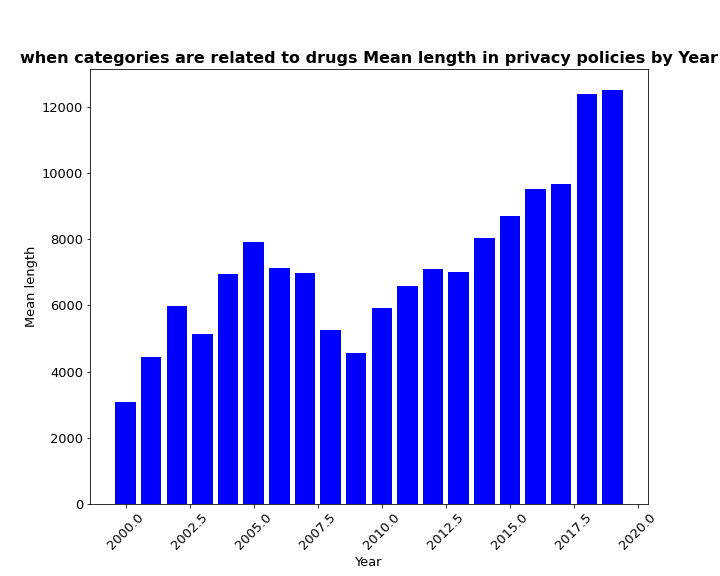 when categories are related to drugs Mean length in privacy policies by Year
12000
10000
8000
6000
4000
2000
0
Mean length
2000.0 2002.5 2005.0 2007.5 2010.0 2012.5 2015.0 2017.5 2020.0
Year